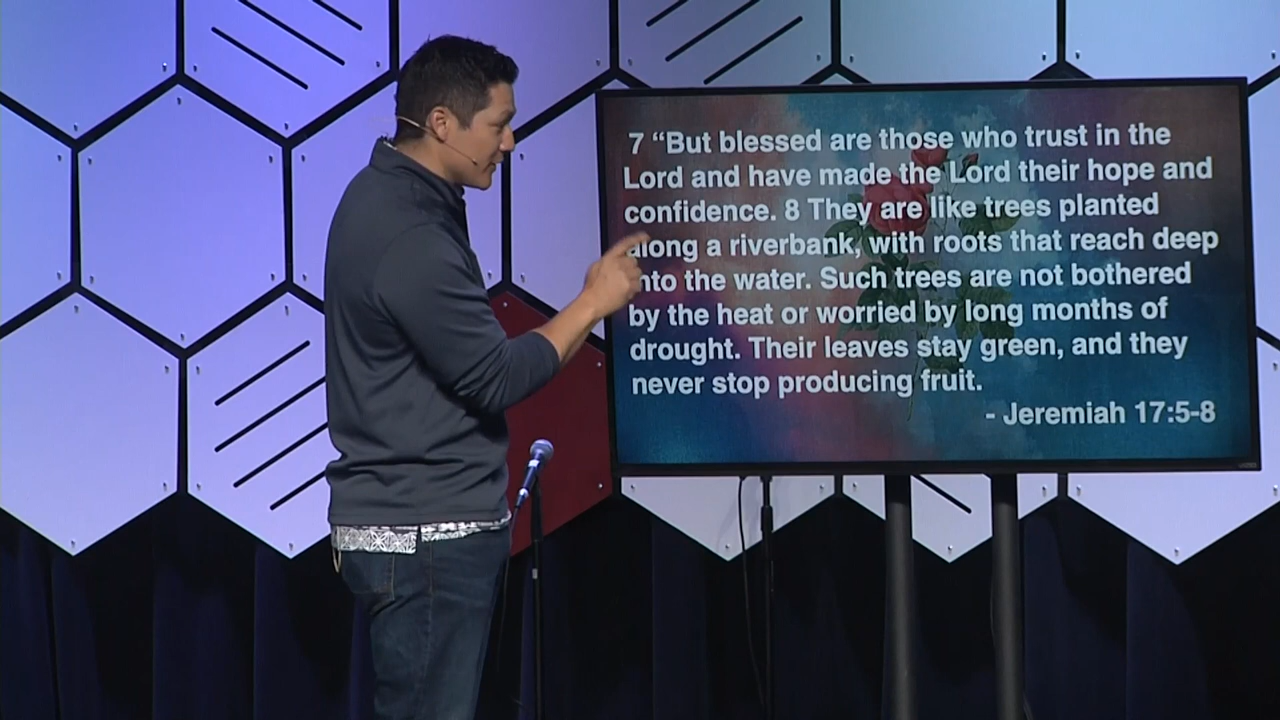 7 “But blessed are those who trust in the
Lord and have made the Lord their hope and
confidence. 8 They are like trees planted
along a riverbank, with roots that reach deep
into the water. Such trees are not bothered
by the heat or worried by long months of
drought. Their leaves stay green, and they
never stop producing fruit.
- Jeremiah 17:5-8